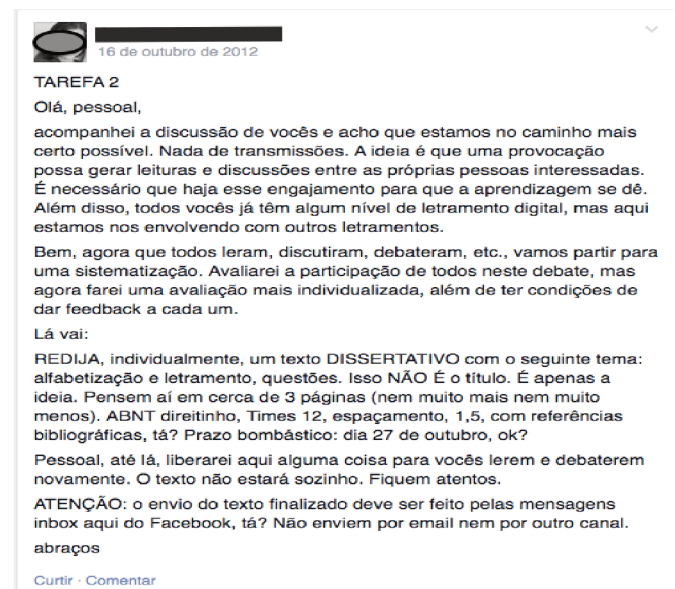 16 de outubro de 2012
TAREFA 2
Olá, pessoal,
acompanhei a discussão de vocês e acho que estamos no caminho mais
certo possível. Nada de transmissões. A ideia é que uma provocação
possa gerar leituras e discussões entre as próprias pessoas interessadas.
É necessário que haja esse engajamento para que a aprendizagem se dê.
Além disso, todos vocês já têm algum nível de letramento digital, mas aqui
estamos nos envolvendo com outros letramentos.
Bem, agora que todos leram, discutiram, debateram, etc., vamos partir para
uma sistematização. Avaliarei a participação de todos neste debate, mas
agora farei uma avaliação mais individualizada, além de ter condições de
dar feedback a cada um.
Lá vai:
REDIJA, individualmente, um texto DISSERTATIVO com o seguinte tema:
alfabetização e letramento, questões. Isso NÃO É o título. É apenas a
ideia. Pensem aí em cerca de 3 páginas (nem muito mais nem muito
menos). ABNT direitinho, Times 12, espaçamento, 1,5, com referências
bibliográficas, tá? Prazo bombástico: dia 27 de outubro, ok?
Pessoal, até lá, liberarei aqui alguma coisa para vocês lerem e debaterem
novamente. O texto não estará sozinho. Fiquem atentos.
ATENÇÃO: o envio do texto finalizado deve ser feito pelas mensagens
inbox aqui do Facebook, tá? Não enviem por email nem por outro canal.
abraços
Curtir · Comentar